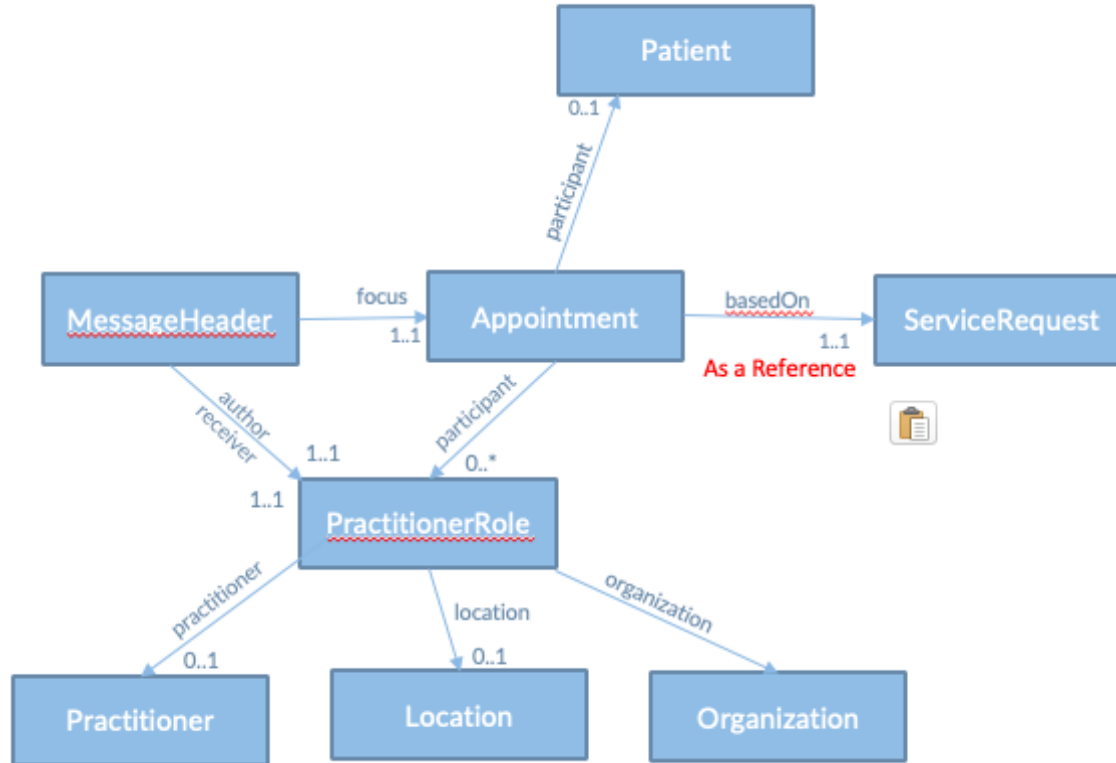 Patient
0..1
participant
MessageHeader
focus
1..1
Appointment
basedOn
1..1
As a Reference
ServiceRequest
author
receiver
1..1
1..1
participant
0..*
PractitionerRole
practitioner
0..1
location
0..1
organization
Practitioner
Location
Organization